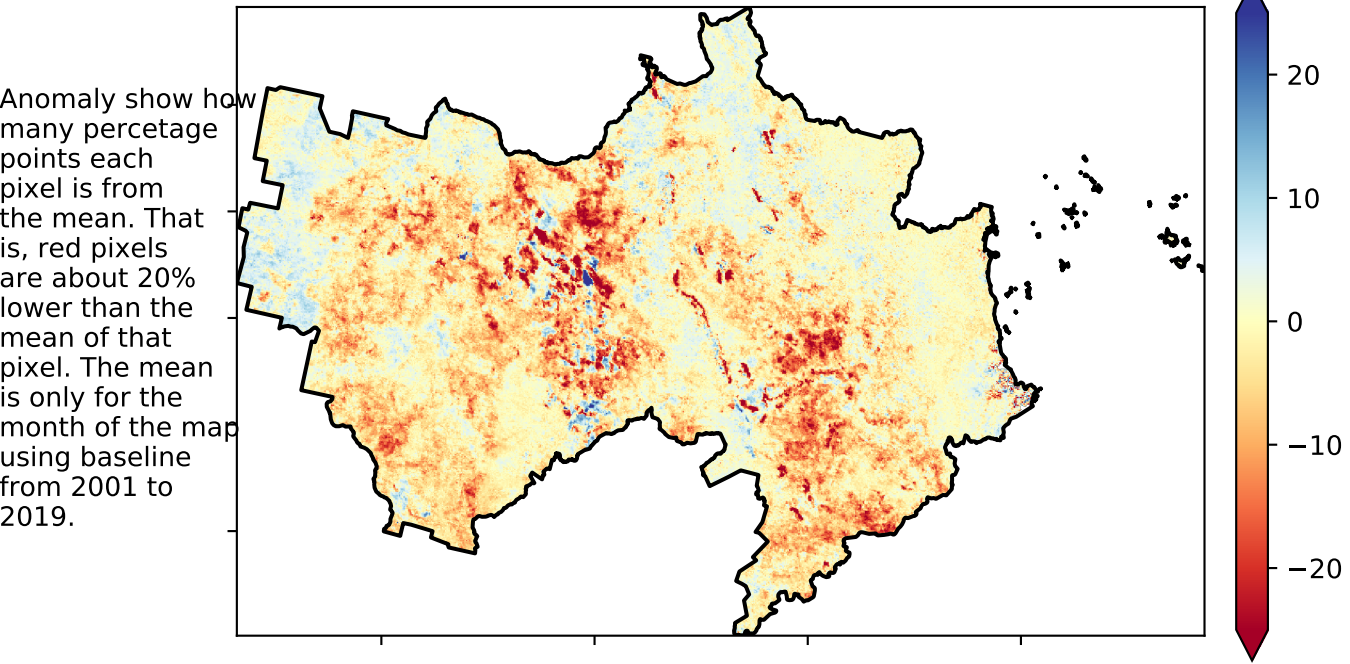 Anomaly show how
many percetage
points each
pixel is from
the mean. That
is, red pixels
are about 20%
lower than the
mean of that
pixel. The mean
is only for the
month of the map
using baseline
from 2001 to
2019.
20
10
0
−10
−20